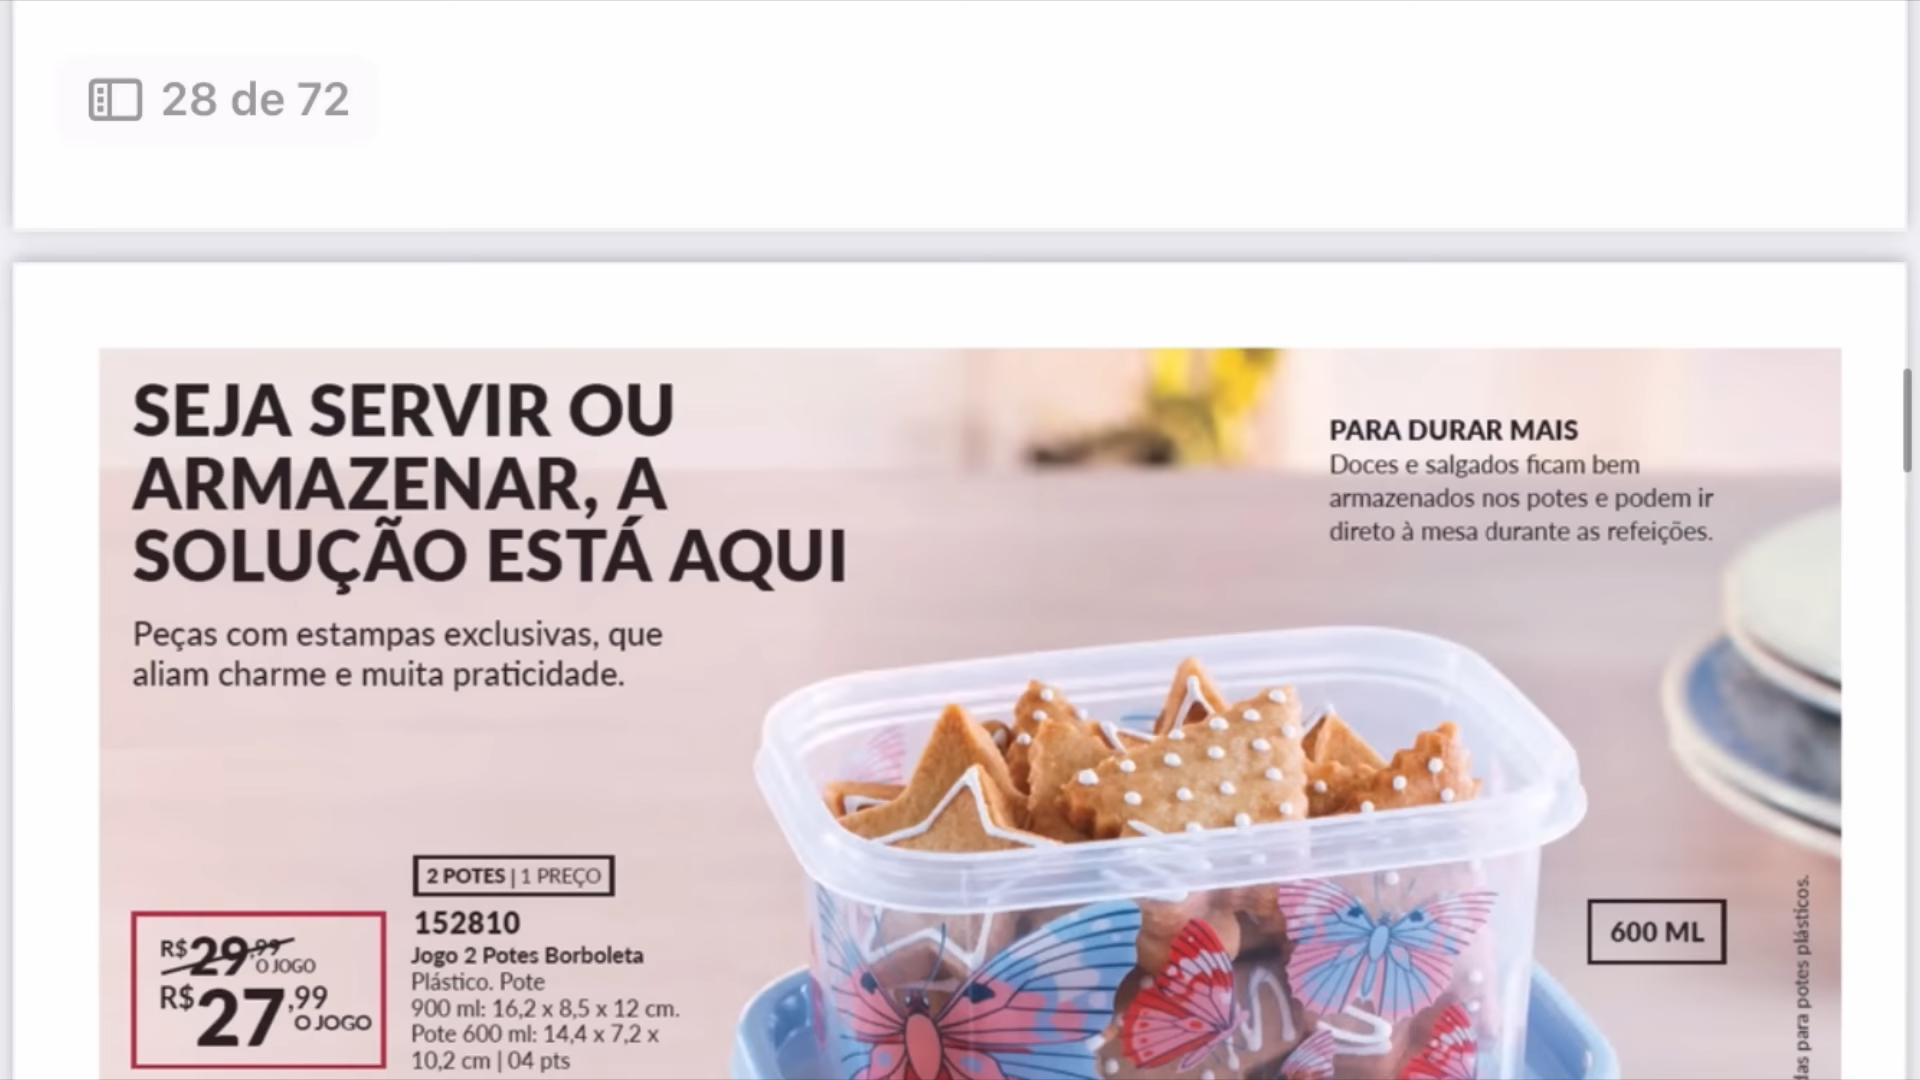 28 de 72
SEJA SERVIR OU
ARMAZENAR, A
SOLUÇÃO ESTÁ AQUI
Peças com estampas exclusivas, que
aliam charme e muita praticidade.
PARA DURAR MAIS
Doces e salgados ficam bem
armazenados nos potes e podem ir
direto à mesa durante as refeições.
2 POTES | 1 PREÇO
152810
Jogo 2 Potes Borboleta
Plástico. Pote
900 ml: 16,2 x 8,5 x 12 cm.
Pote 600 ml: 14,4 x 7,2 x
10,2 cm | 04 pts
R$29,99
O JOGO
R$27,99
O JOGO
600 ML
para potes plásticos.